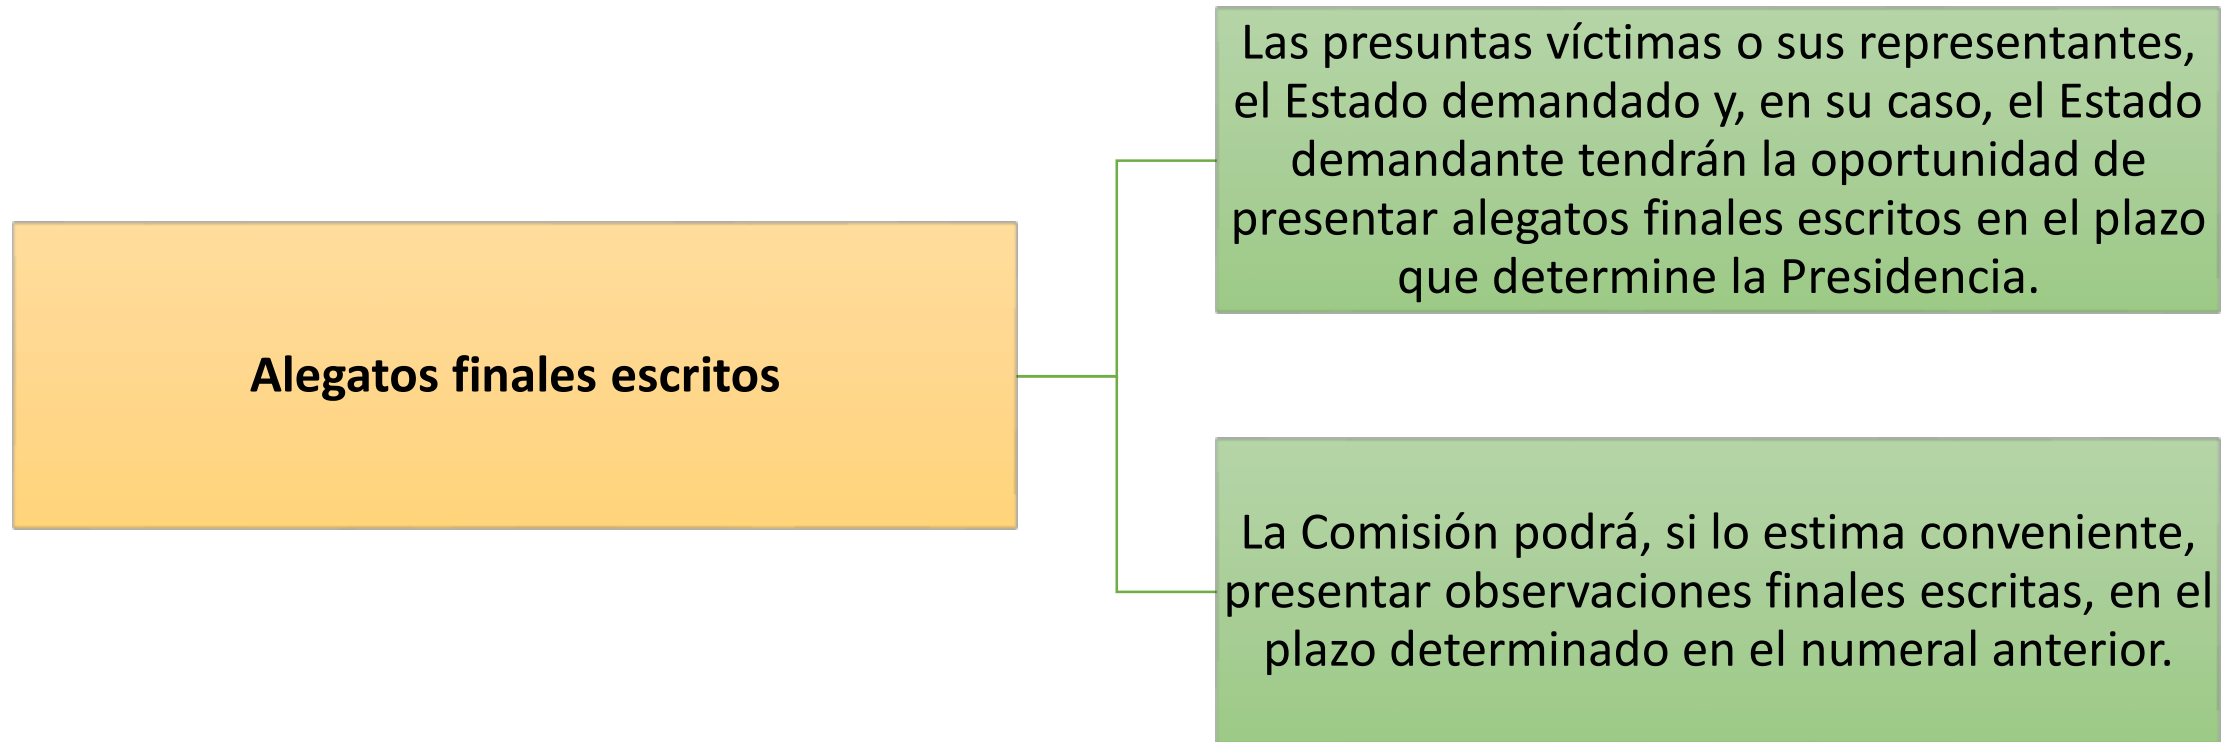 Alegatos finales escritos
Las presuntas víctimas o sus representantes,
el Estado demandado y, en su caso, el Estado
demandante tendrán la oportunidad de
presentar alegatos finales escritos en el plazo
que determine la Presidencia.
La Comisión podrá, si lo estima conveniente,
presentar observaciones finales escritas, en el
plazo determinado en el numeral anterior.